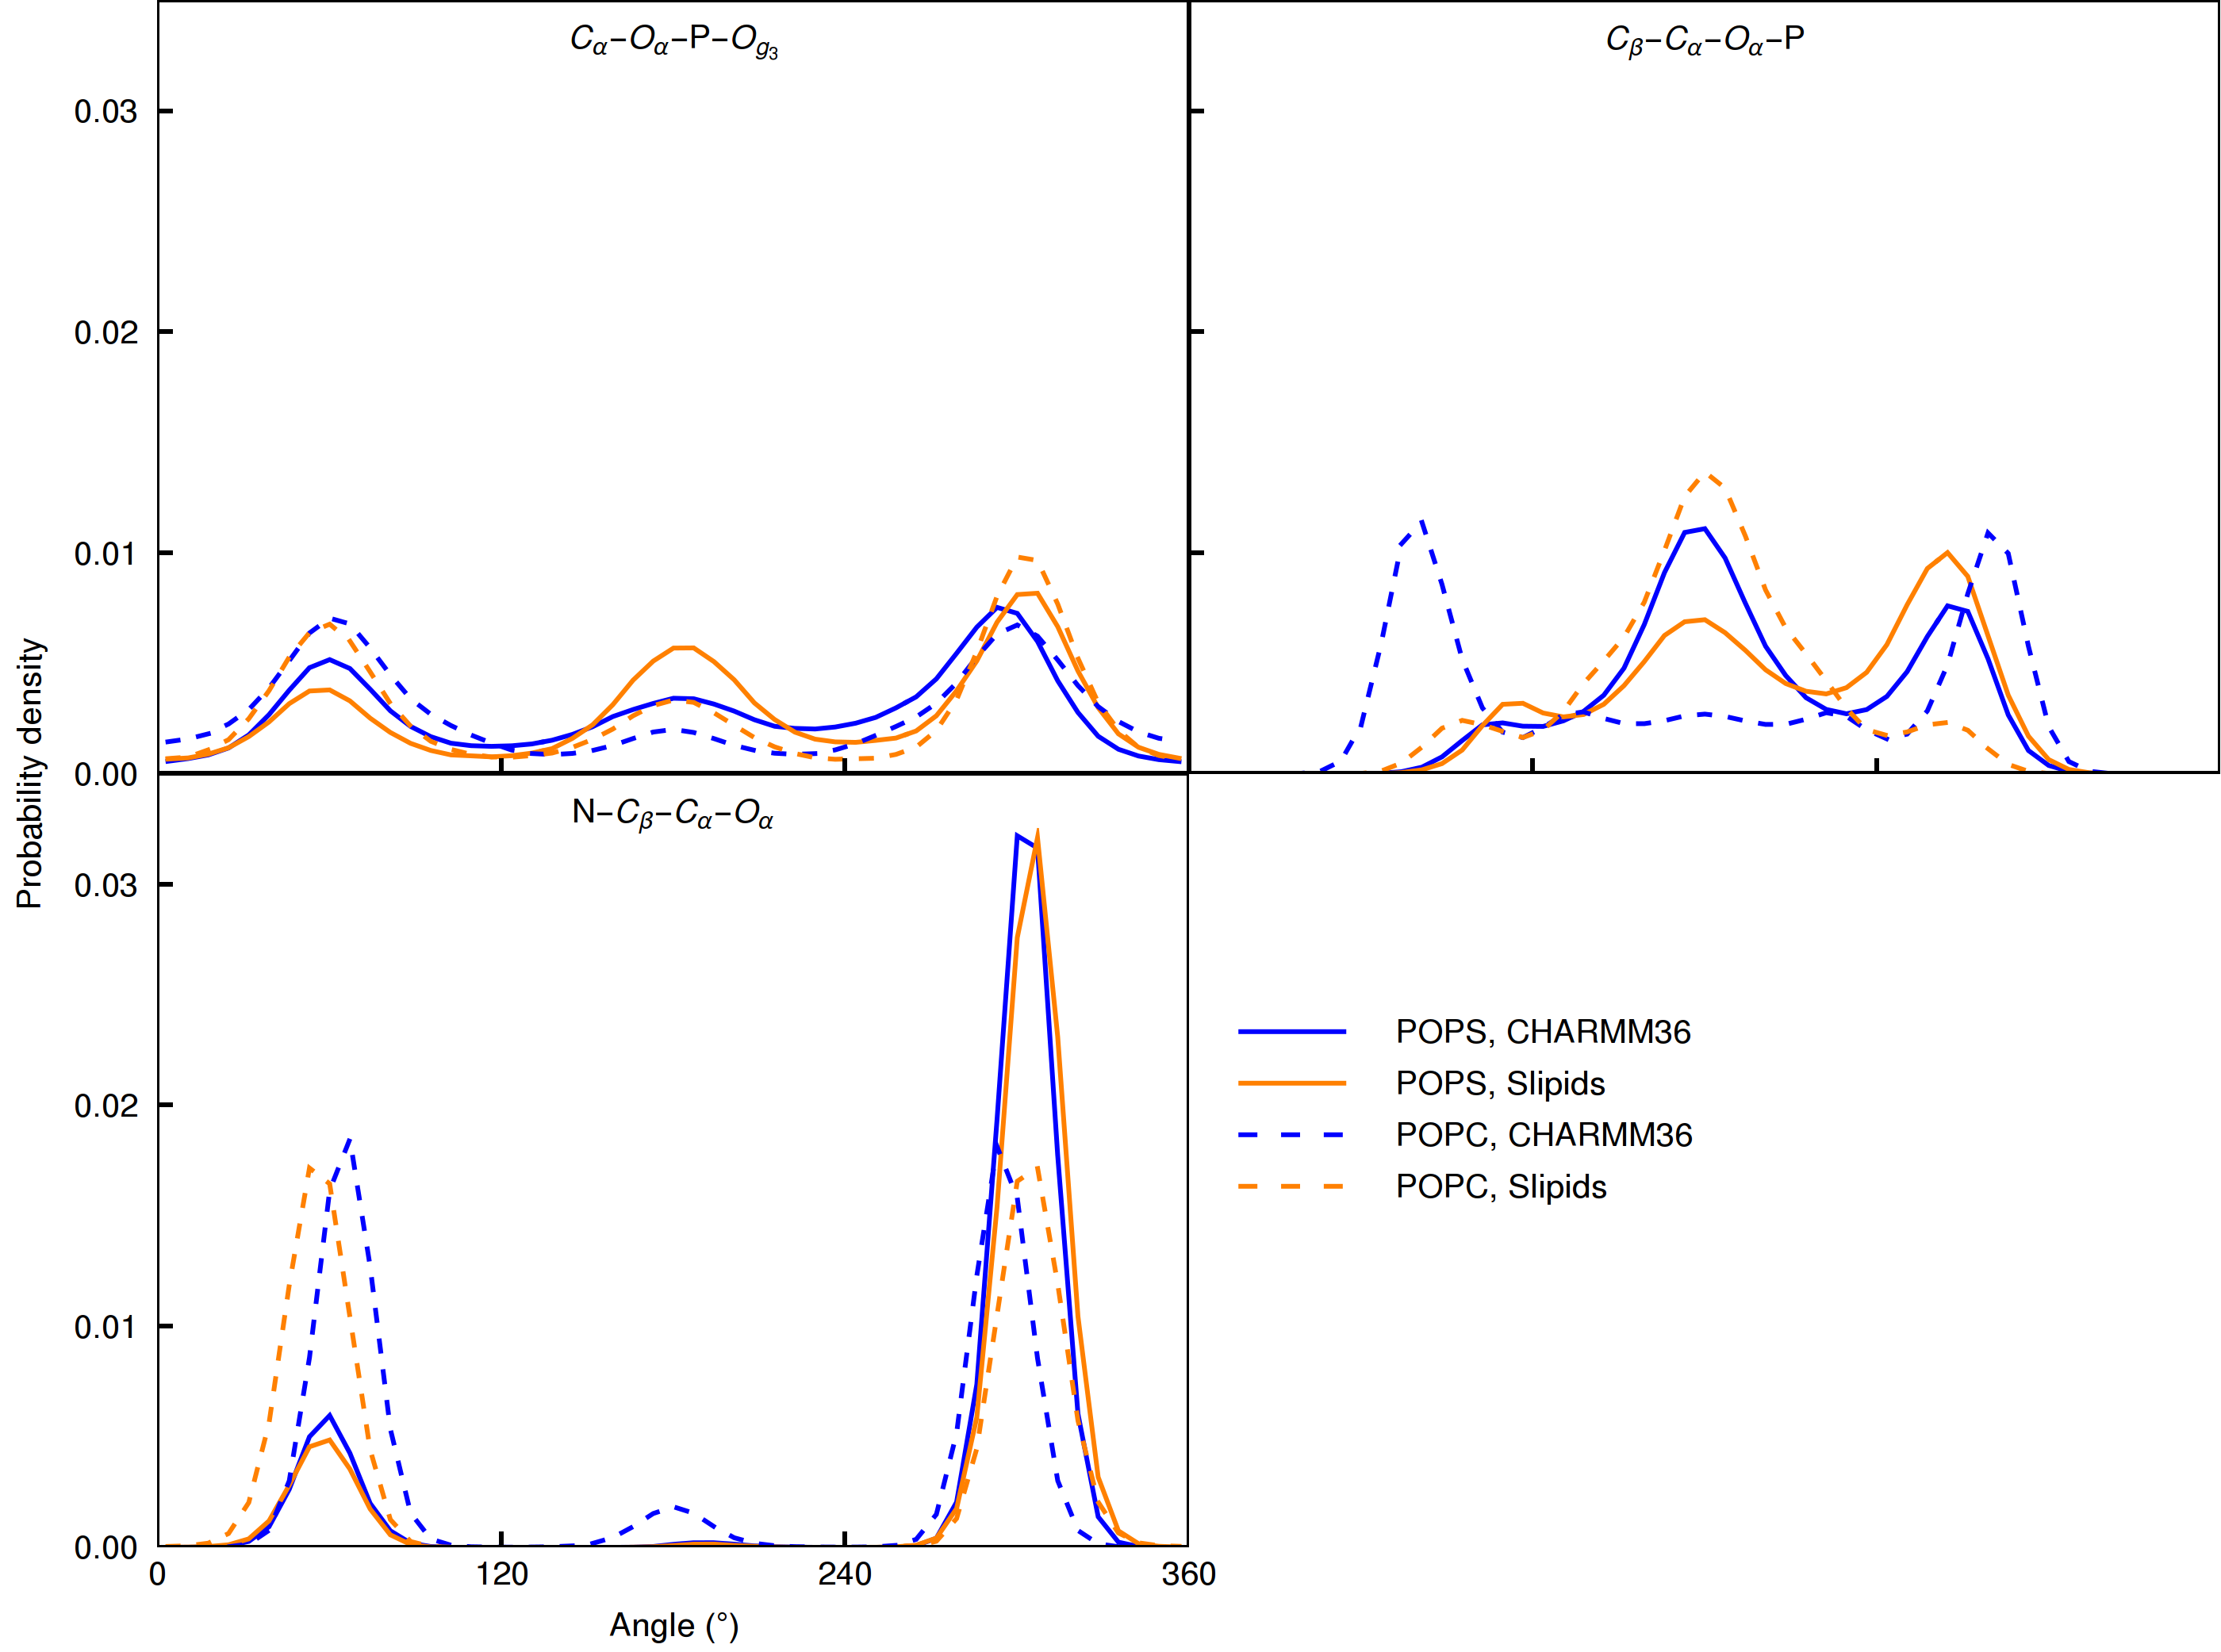 Cα−Oα−P−Og3
Cβ−Cα−Oα−P
0.03
0.02
0.01
0.00
Probability density
N−Cβ−Cα−Oα
0.03
0.02
0.01
0.00
0 120 240 360
Angle (°)
POPS, CHARMM36
POPS, Slipids
POPC, CHARMM36
POPC, Slipids